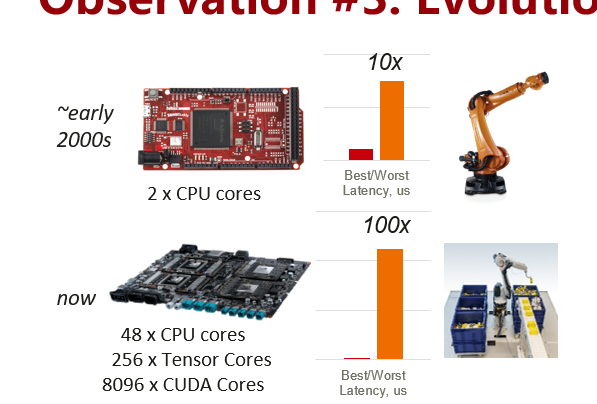 Observation #3: Evolutio
~early
2000s
10x
2 x CPU cores
Best/Worst
Latency, us
100x
now
48 x CPU cores
256 x Tensor Cores
8096 x CUDA Cores
Best/Worst
Latency, us